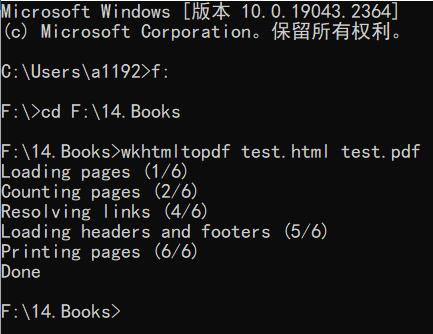 Microsoft Windows [版本 10.0.19043.2364]
(c) Microsoft Corporation。保留所有权利。
C:\Users\a1192>f:
F:\>cd F:\14.Books
F:\14.Books>wkhtmltopdf test.html test.pdf
Loading pages (1/6)
Counting pages (2/6)
Resolving links (4/6)
Loading headers and footers (5/6)
Printing pages (6/6)
Done
F:\14.Books>